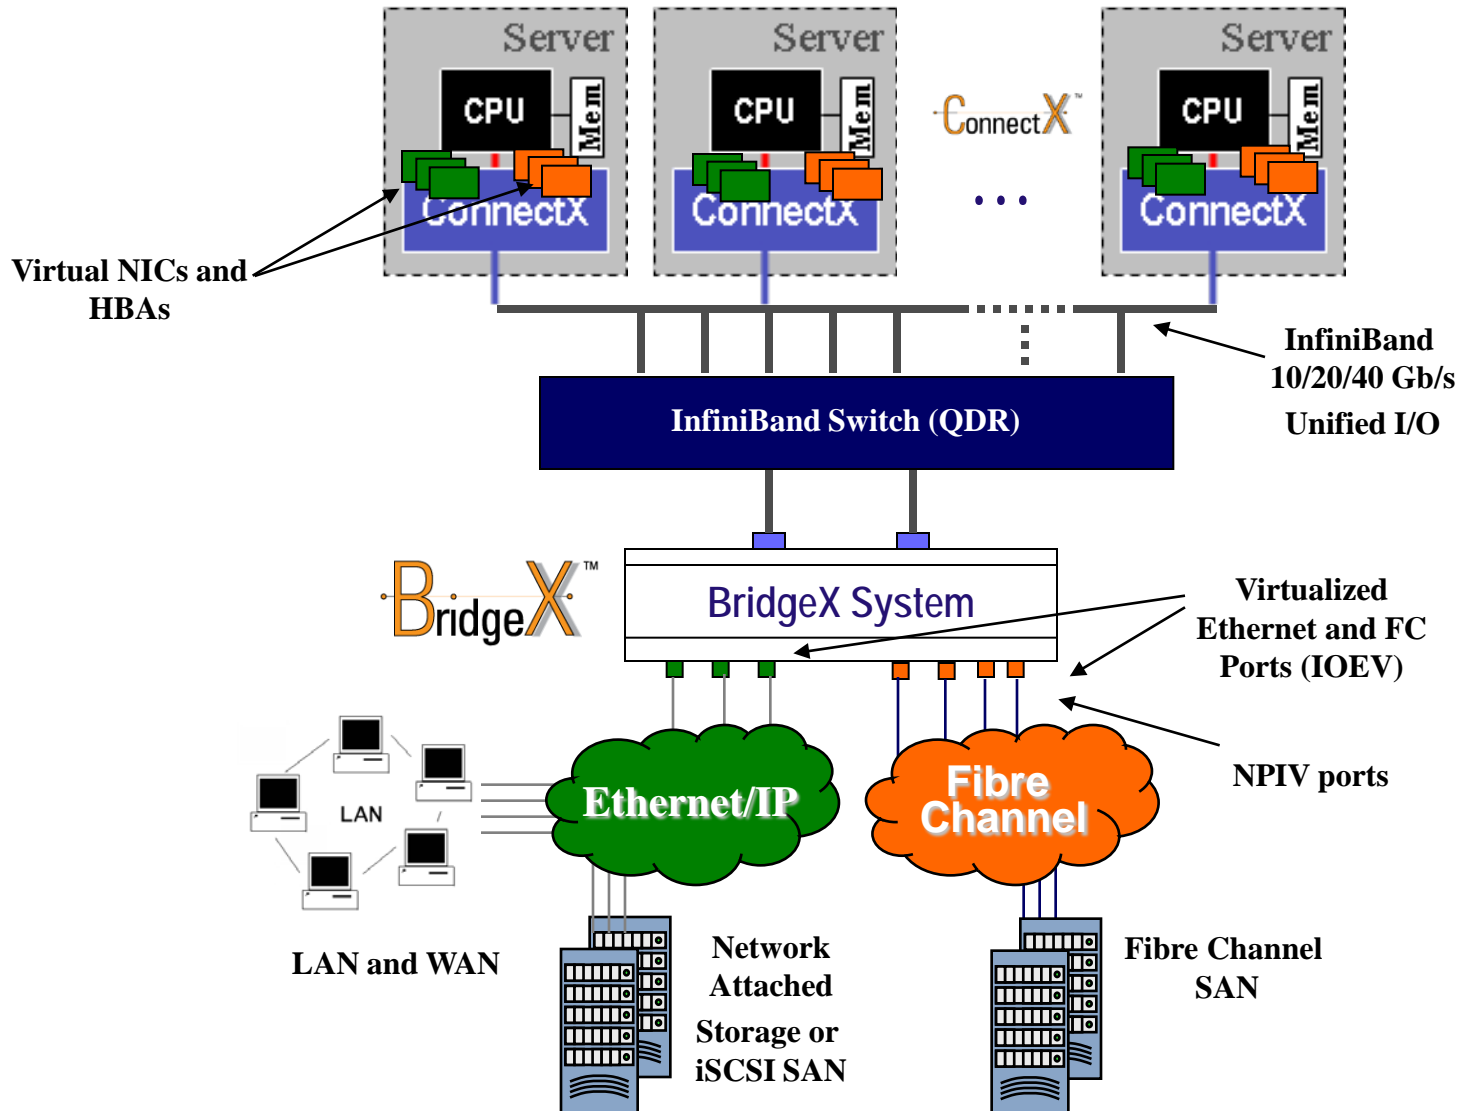 Server
Server
Server
CPU
Mem
CPU
Mem
ConnectX™
CPU
Mem
ConnectX
ConnectX
• • •
ConnectX
Virtual NICs and
HBAs
InfiniBand
10/20/40 Gb/s
Unified I/O
InfiniBand Switch (QDR)
BridgeX™
BridgeX System
Virtualized
Ethernet and FC
Ports (IOEV)
NPIV ports
LAN
Ethernet/IP
Fibre
Channel
LAN and WAN
Network
Attached
Storage or
iSCSI SAN
Fibre Channel
SAN